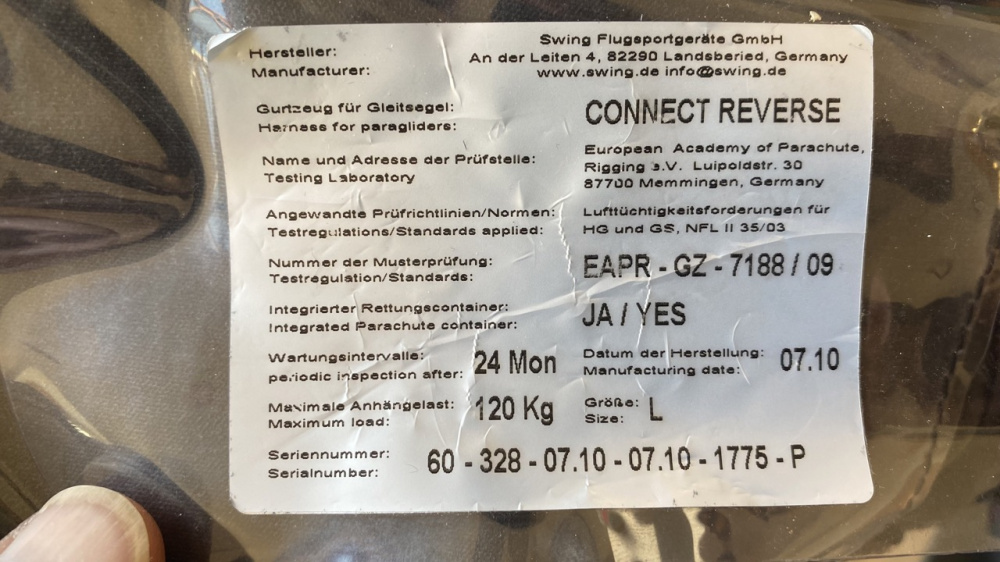 Hersteller:
Manufacturer:
Swing Flugsportgeräte GmbH
An der Leiten 4, 82290 Landsberied, Germany
www.swing.de info@swing.de
Gurtzeug für Gleitsegel:
Harness for paragliders:
CONNECT REVERSE
Name und Adresse der Prüfstelle:
Testing Laboratory
European Academy of Parachute,
Rigging e.V. Luipoldstr. 30
87700 Memmingen, Germany
Angewandte Prüfrichtlinien/Normen:
Testregulations/Standards applied:
Lufttüchtigkeitsforderungen für
HG und GS, NFL II 35/03
Nummer der Musterprüfung:
Testregulation/Standards:
EAPR - GZ - 7188 / 09
Integrierter Rettungscontainer:
Integrated Parachute container:
JA / YES
Wartungsintervalle:
periodic inspection after:
24 Mon
Datum der Herstellung:
Manufacturing date:
07.10
Maximale Anhängelast:
Maximum load:
120 Kg
Größe:
Size:
L
Seriennummer:
Serialnumber:
60 - 328 - 07.10 - 07.10 - 1775 - P